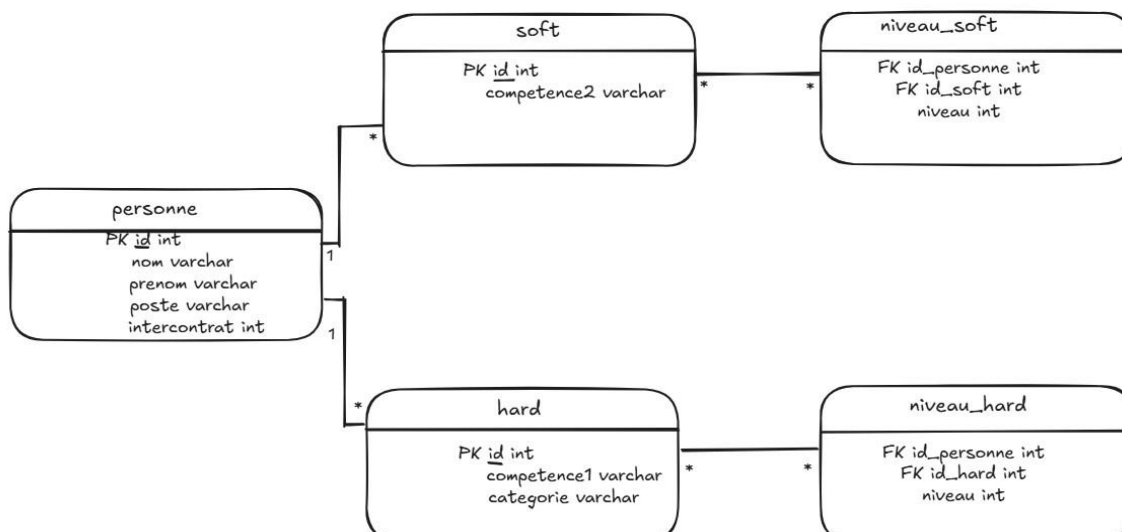 soft
PK id int
competence2 varchar
*
*
*
niveau_soft
FK id_personne int
FK id_soft int
niveau int
personne
PK id int
nom varchar
prenom varchar
poste varchar
intercontrat int
1
1
*
hard
PK id int
competence1 varchar
categorie varchar
*
*
niveau_hard
FK id_personne int
FK id_hard int
niveau int